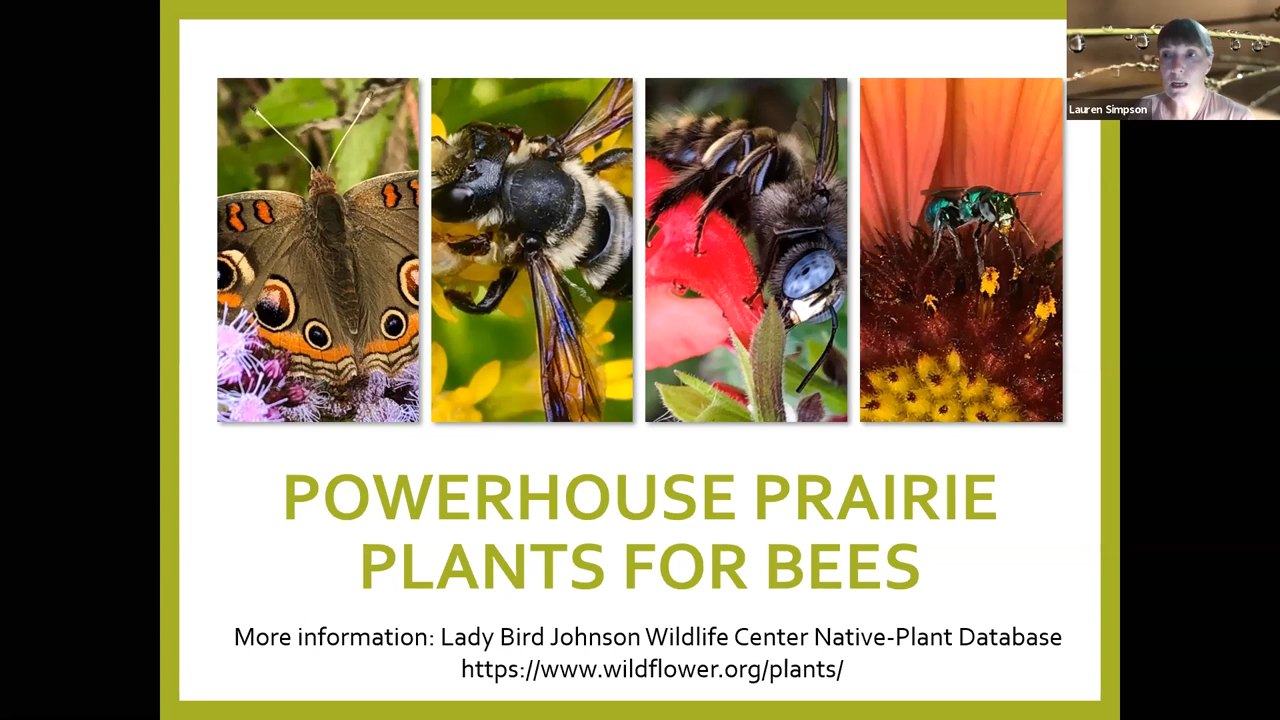 Lauren Simpson
POWERHOUSE PRAIRIE
PLANTS FOR BEES
More information: Lady Bird Johnson Wildlife Center Native-Plant Database
https://www.wildflower.org/plants/